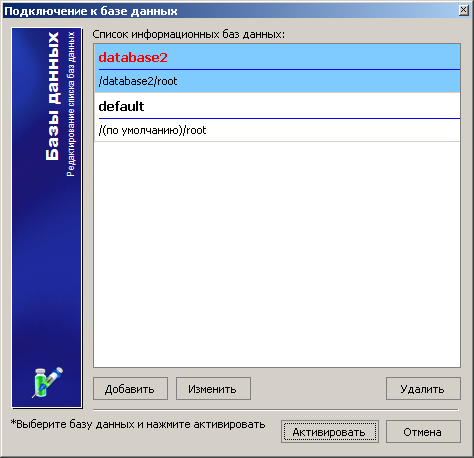 Подключение к базе данных
Базы данных
Редактирование списка баз данных
Список информационных баз данных:
database2
/database2/root
default
/(по умолчанию)/root
Добавить
Изменить
Удалить
*Выберите базу данных и нажмите активировать
Активировать
Отмена